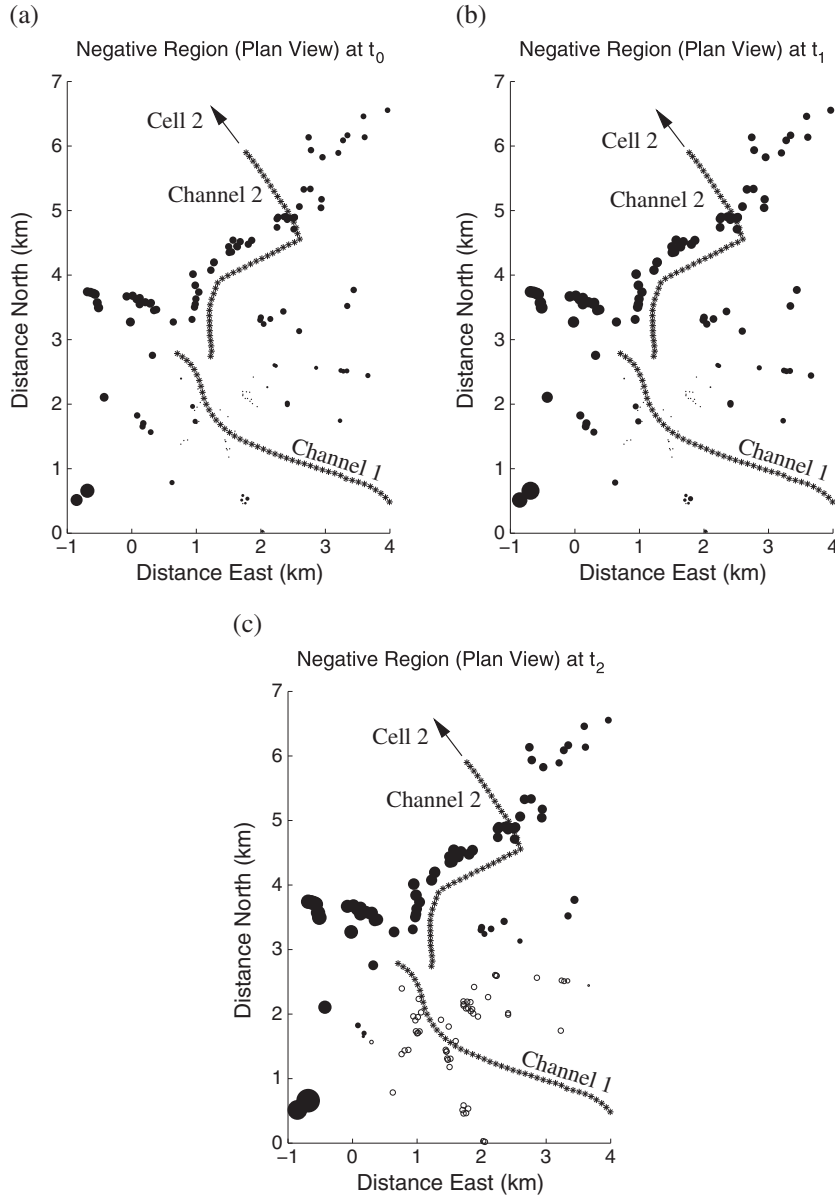 (a)
Negative Region (Plan View) at t0
7
6
5
4
3
2
1
0
Distance North (km)
Cell 2
Channel 2
Channel 1
−1 0 1 2 3 4
Distance East (km)
(b)
Negative Region (Plan View) at t1
7
6
5
4
3
2
1
0
Distance North (km)
Cell 2
Channel 2
Channel 1
−1 0 1 2 3 4
Distance East (km)
(c)
Negative Region (Plan View) at t2
7
6
5
4
3
2
1
0
Distance North (km)
Cell 2
Channel 2
Channel 1
−1 0 1 2 3 4
Distance East (km)